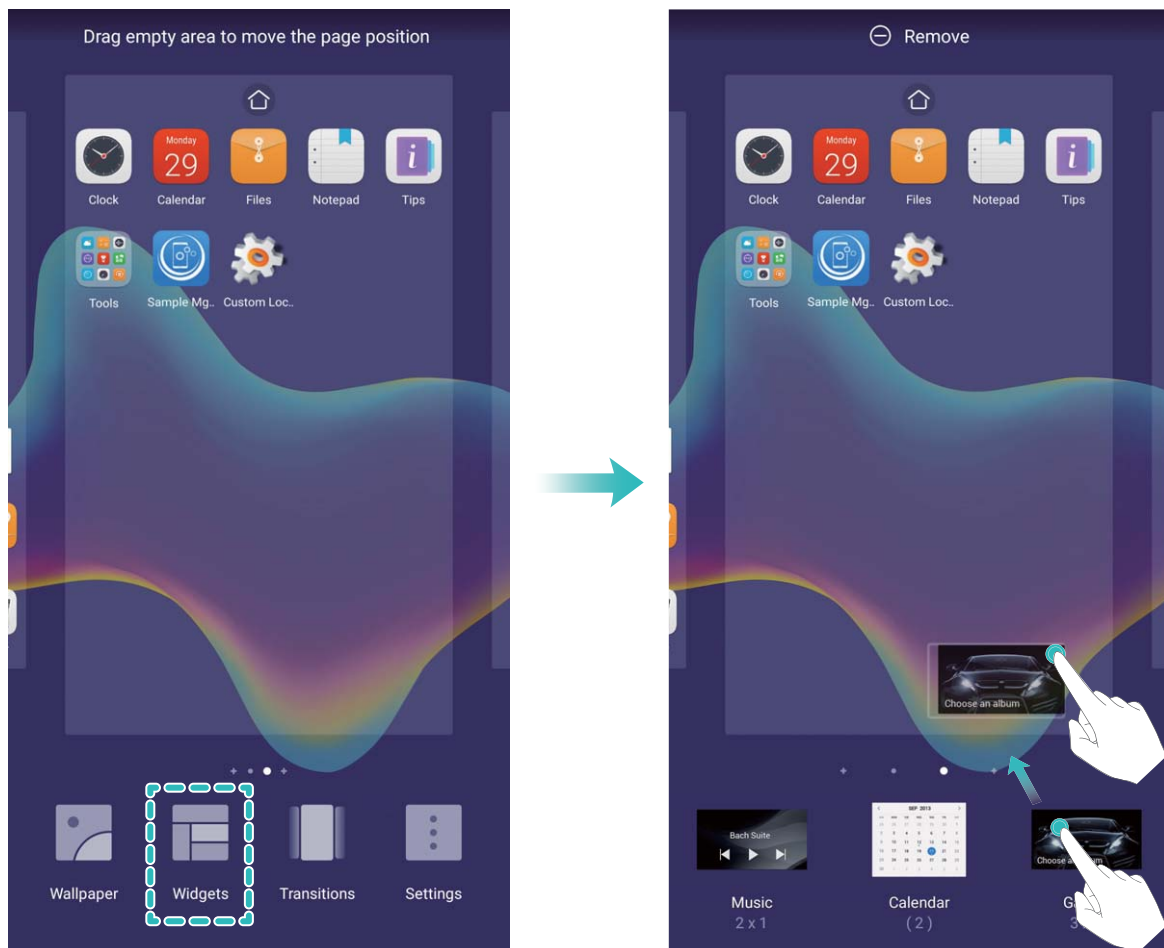 Drag empty area to move the page position
Monday
29
Clock Calendar Files Notepad Tips
Tools Sample Mg.. Custom Loc..
Wallpaper Widgets Transitions Settings
Remove
Monday
29
Clock Calendar Files Notepad Tips
Tools Sample Mg.. Custom Loc..
Choose an album
Bach Suite
SEP 2013
Music Calendar
2 x 1 ( 2 )